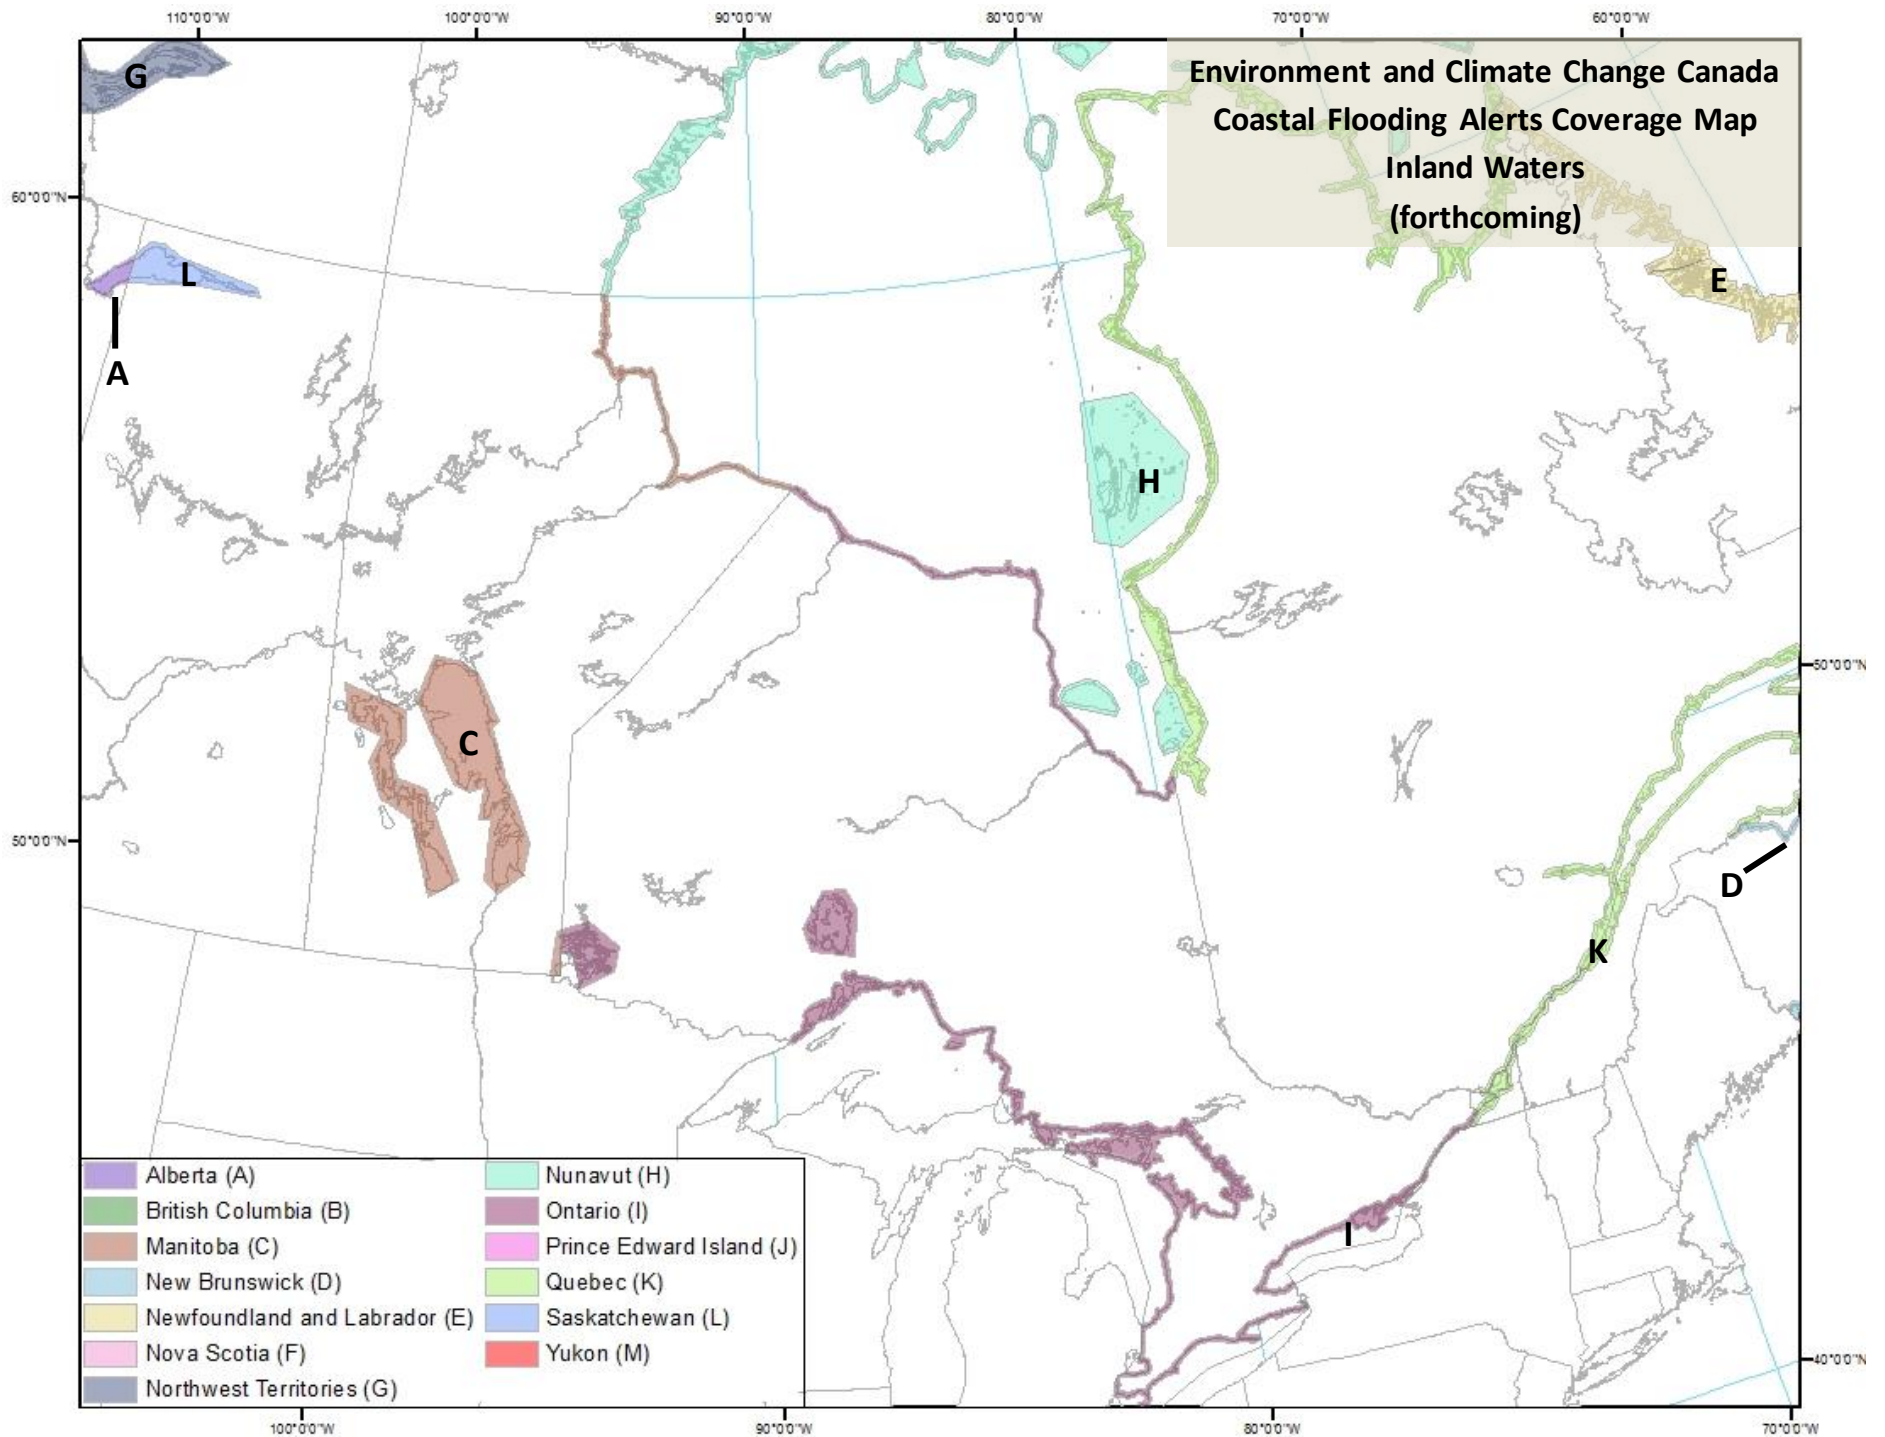 110°0'0"W 100°0'0"W 90°0'0"W 80°0'0"W 70°0'0"W 60°0'0"W
Environment and Climate Change Canada
Coastal Flooding Alerts Coverage Map
Inland Waters
(forthcoming)
G
60°0'0"N
L
E
A
H
50°0'0"N
C
50°0'0"N
D
K
I
Alberta (A)
British Columbia (B)
Manitoba (C)
New Brunswick (D)
Newfoundland and Labrador (E)
Nova Scotia (F)
Northwest Territories (G)
Nunavut (H)
Ontario (I)
Prince Edward Island (J)
Quebec (K)
Saskatchewan (L)
Yukon (M)
40°0'0"N
100°0'0"W 90°0'0"W 80°0'0"W 70°0'0"W